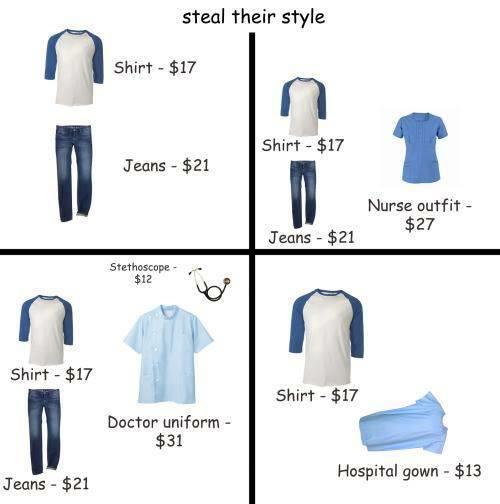 steal their style
Shirt - $17
Jeans - $21
Shirt - $17
Jeans - $21
Nurse outfit -
$27
Stethoscope -
$12
Shirt - $17
Jeans - $21
Doctor uniform -
$31
Shirt - $17
Hospital gown - $13